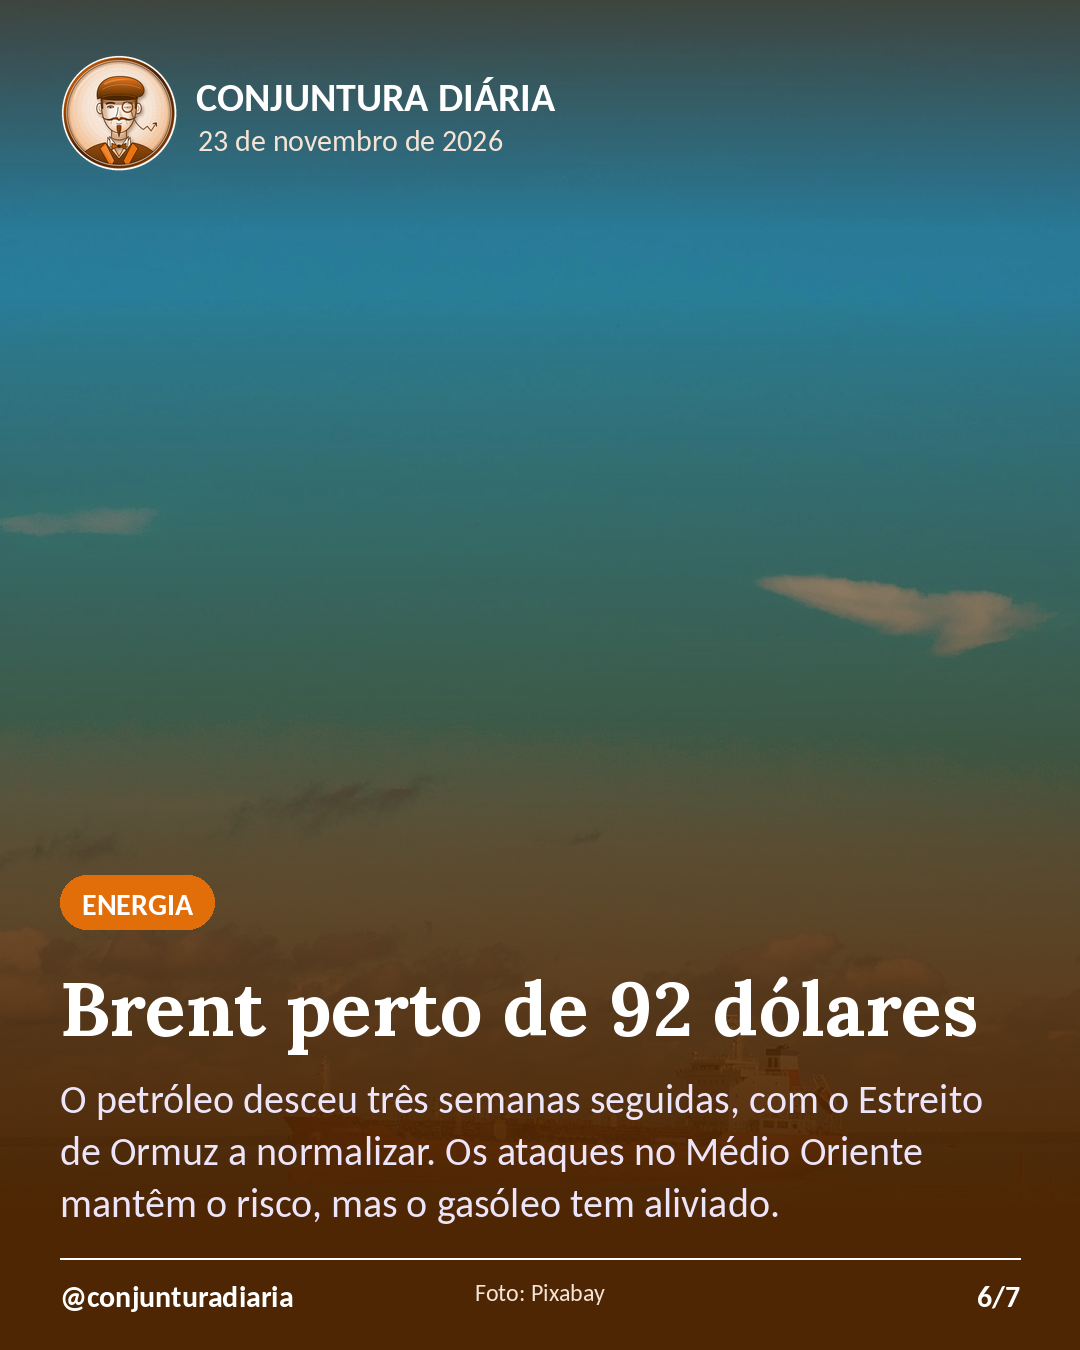 CONJUNTURA DIÁRIA
23 de novembro de 2026
ENERGIA
Brent perto de 92 dólares
O petróleo desceu três semanas seguidas, com o Estreito
de Ormuz a normalizar. Os ataques no Médio Oriente
mantêm o risco, mas o gasóleo tem aliviado.
@conjunturadiaria
Foto: Pixabay
6/7